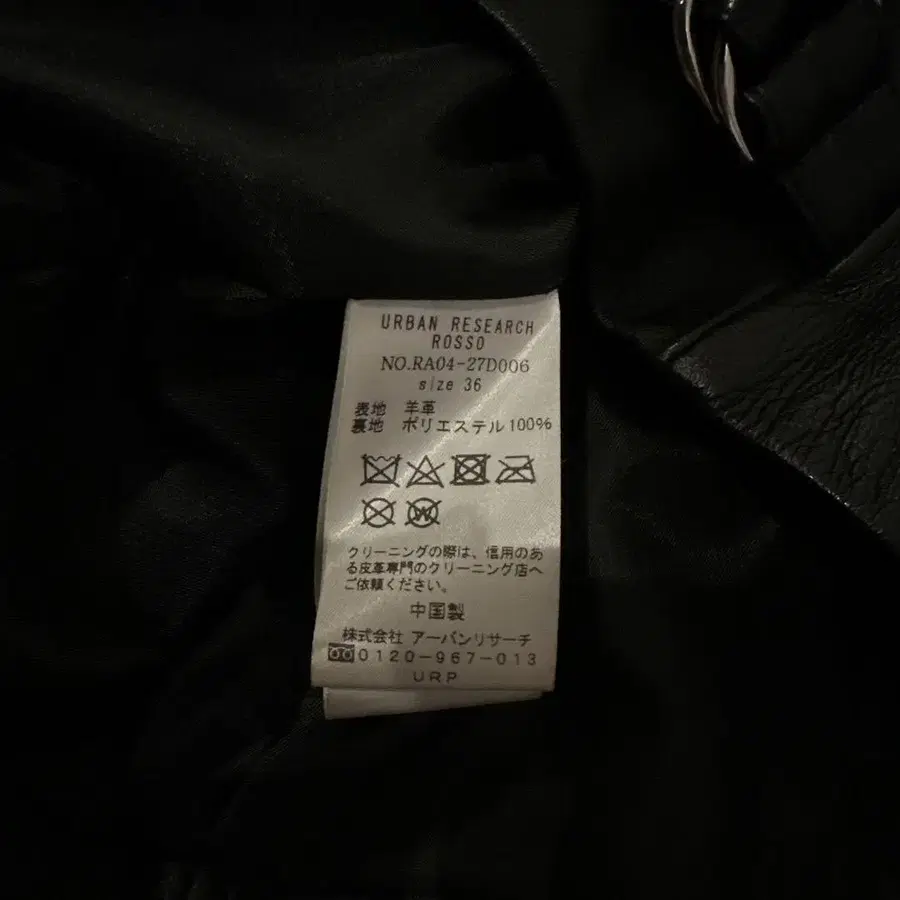 URBAN RESEARCH
ROSSO
NO.RA04-27D006
size 36
表地 羊革
裏地 ポリエステル100%
W
クリーニングの際は、信用のあ
る皮革専門のクリーニング店へ
ご依頼ください。
中国製
株式会社 アーバンリサーチ
0120-967-013
URP